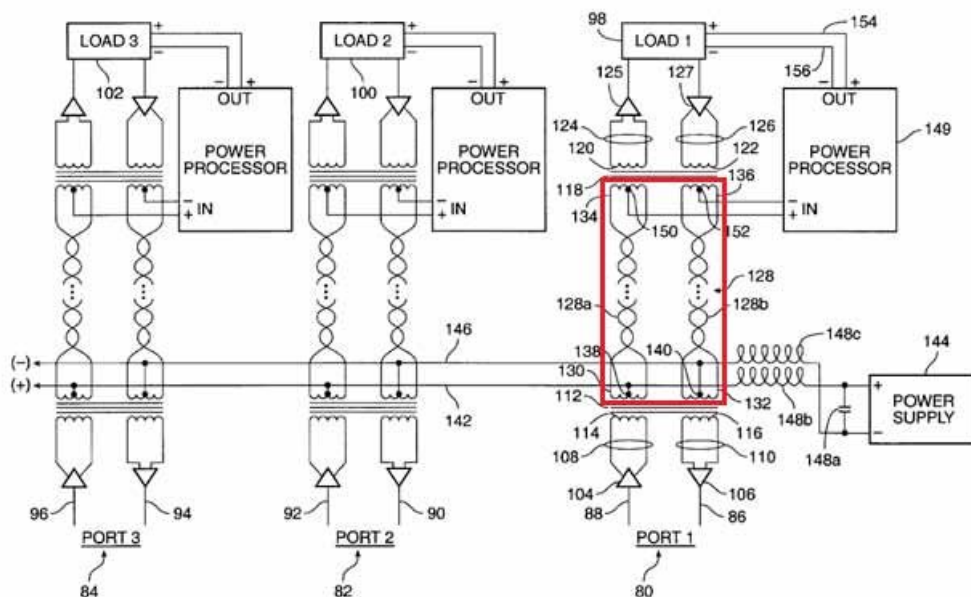 LOAD 3
+
−
102
− +
OUT
POWER
PROCESSOR
−
+ IN
LOAD 2
+
−
100
− +
OUT
POWER
PROCESSOR
−
+ IN
98
LOAD 1
+
−
154
156
125
127
− +
OUT
149
POWER
PROCESSOR
−
+ IN
124
126
120
122
118
136
134
150
152
128
128a
128b
146
148c
144
(−)
(+)
138
140
130
132
112
142
148b
+
−
POWER
SUPPLY
148a
114
116
108
110
104
106
96
94
92
90
88
86
PORT 3
PORT 2
PORT 1
84
82
80